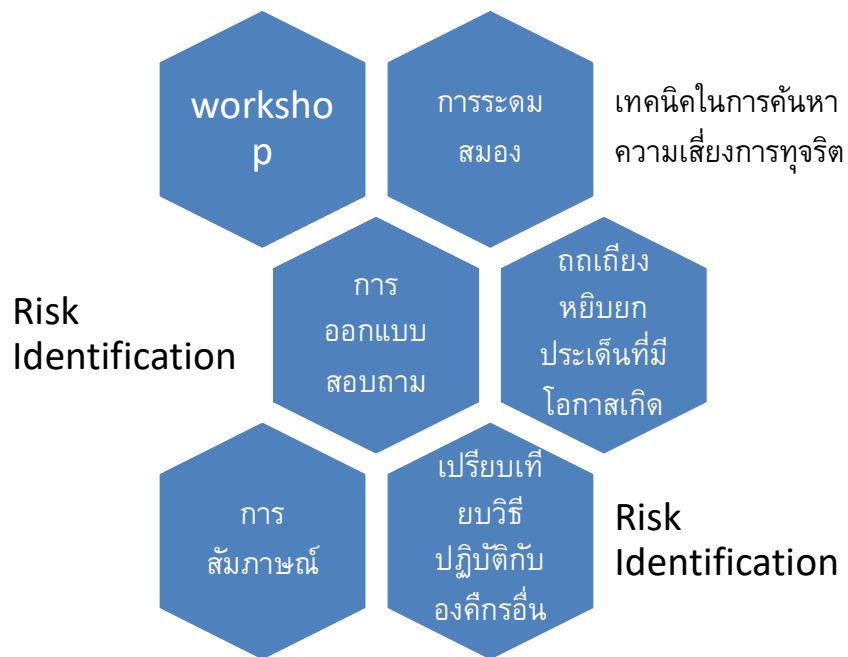 worksho
p
การระดม
สมอง
เทคนิคในการค้นหา
ความเสี่ยงการทุจริต
Risk
Identification
การ
ออกแบบ
สอบถาม
ถถเถียง
หยิบยก
ประเด็นที่มี
โอกาสเกิด
การ
สัมภาษณ์
เปรียบเที
ยบวิธี
ปฏิบัติกับ
องคืกรอื่น
Risk
Identification